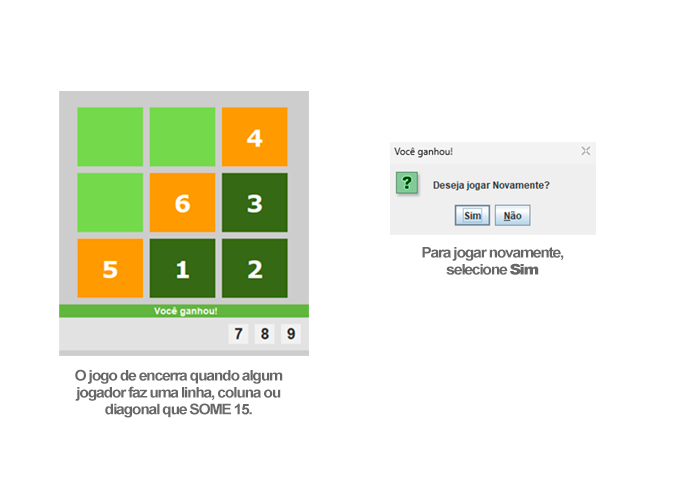 4
6 3
5 1 2
Você ganhou!
7 8 9
O jogo de encerra quando algum
jogador faz uma linha, coluna ou
diagonal que SOME 15.
Você ganhou!
?
Deseja jogar Novamente?
Sim Não
Para jogar novamente,
selecione Sim